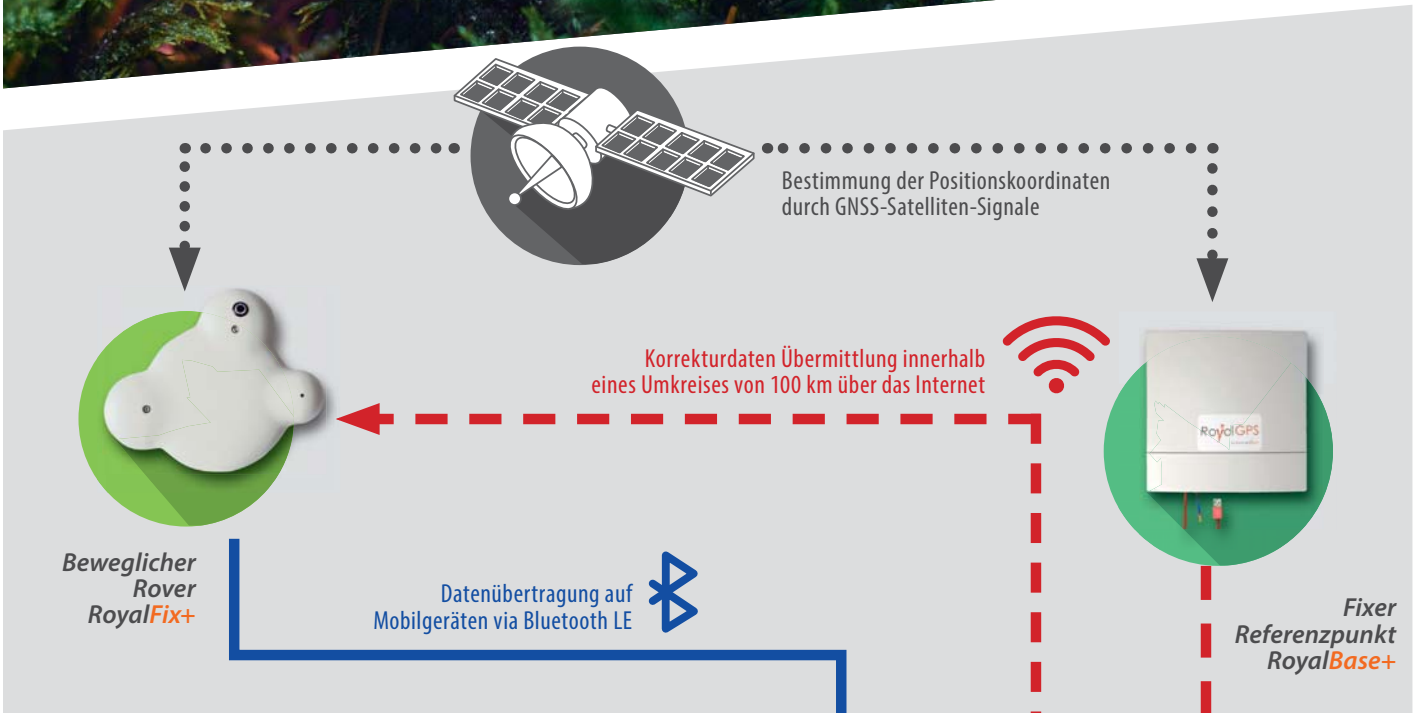 Bestimmung der Positionskoordinaten
durch GNSS-Satelliten-Signale
Korrekturdaten Übermittlung innerhalb
eines Umkreises von 100 km über das Internet
RoyalGPS
Beweglicher
Rover
RoyalFix+
Datenübertragung auf
Mobilgeräten via Bluetooth LE
Fixer
Referenzpunkt
RoyalBase+